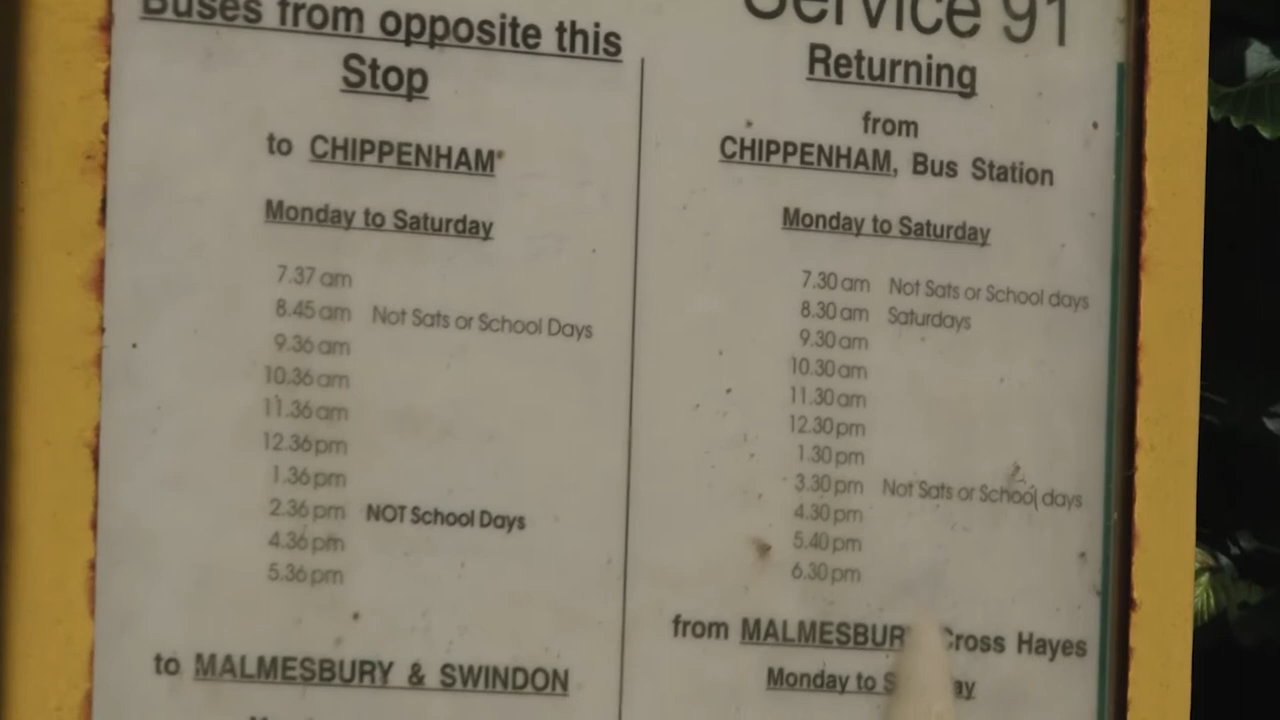 Buses from opposite this
Stop
to CHIPPENHAM
Monday to Saturday
7.37 am
8.45 am Not Sats or School Days
9.36 am
10.36 am
11.36 am
12.36 pm
1.36 pm
2.36 pm NOT School Days
4.36 pm
5.36 pm
to MALMESBURY & SWINDON
Service 91
Returning
from
CHIPPENHAM, Bus Station
Monday to Saturday
7.30 am Not Sats or School days
8.30 am Saturdays
9.30 am
10.30 am
11.30 am
12.30 pm
1.30 pm
3.30 pm Not Sats or School days
4.30 pm
5.40 pm
6.30 pm
from MALMESBURY Cross Hayes
Monday to